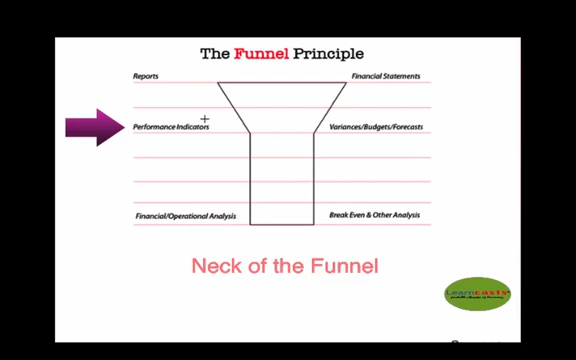 The Funnel Principle
Reports
Financial Statements
Performance Indicators
Variances/Budgets/Forecasts
Financial/Operational Analysis
Break Even & Other Analysis
Neck of the Funnel
Learncasts